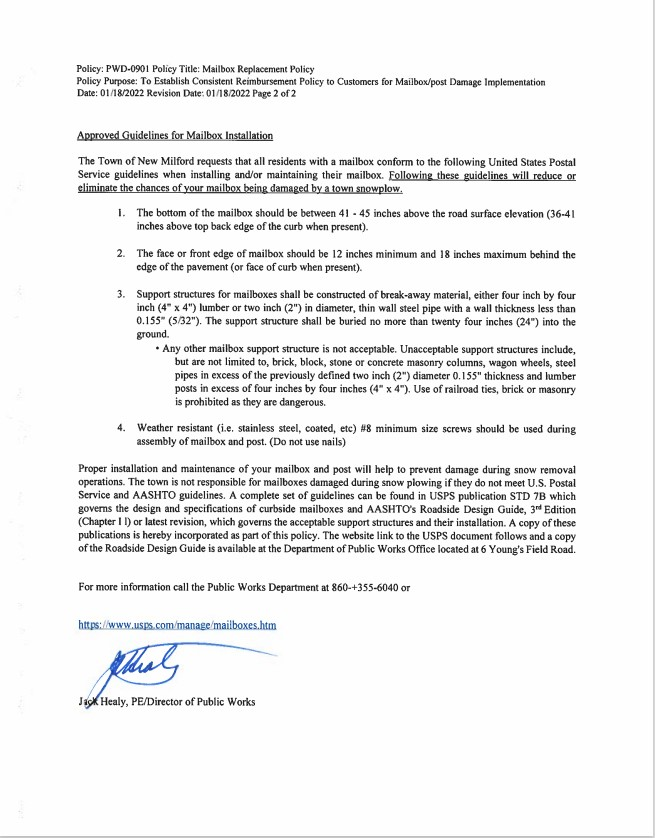 Policy: PWD-0901 Policy Title: Mailbox Replacement Policy
Policy Purpose: To Establish Consistent Reimbursement Policy to Customers for Mailbox/post Damage Implementation
Date: 01/18/2022 Revision Date: 01/18/2022 Page 2 of 2
Approved Guidelines for Mailbox Installation
The Town of New Milford requests that all residents with a mailbox conform to the following United States Postal
Service guidelines when installing and/or maintaining their mailbox. Following these guidelines will reduce or
eliminate the chances of your mailbox being damaged by a town snowplow.
1. The bottom of the mailbox should be between 41 - 45 inches above the road surface elevation (36-41
inches above top back edge of the curb when present).
2. The face or front edge of mailbox should be 12 inches minimum and 18 inches maximum behind the
edge of the pavement (or face of curb when present).
3. Support structures for mailboxes shall be constructed of break-away material, either four inch by four
inch (4" x 4") lumber or two inch (2") in diameter, thin wall steel pipe with a wall thickness less than
0.155" (5/32"). The support structure shall be buried no more than twenty four inches (24") into the
ground.
• Any other mailbox support structure is not acceptable. Unacceptable support structures include,
but are not limited to, brick, block, stone or concrete masonry columns, wagon wheels, steel
pipes in excess of the previously defined two inch (2") diameter 0.155" thickness and lumber
posts in excess of four inches by four inches (4" x 4"). Use of railroad ties, brick or masonry
is prohibited as they are dangerous.
4. Weather resistant (i.e. stainless steel, coated, etc) #8 minimum size screws should be used during
assembly of mailbox and post. (Do not use nails)
Proper installation and maintenance of your mailbox and post will help to prevent damage during snow removal
operations. The town is not responsible for mailboxes damaged during snow plowing if they do not meet U.S. Postal
Service and AASHTO guidelines. A complete set of guidelines can be found in USPS publication STD 7B which
governs the design and specifications of curbside mailboxes and AASHTO's Roadside Design Guide, 3rd Edition
(Chapter I I) or latest revision, which governs the acceptable support structures and their installation. A copy of these
publications is hereby incorporated as part of this policy. The website link to the USPS document follows and a copy
of the Roadside Design Guide is available at the Department of Public Works Office located at 6 Young's Field Road.
For more information call the Public Works Department at 860-+355-6040 or
https://www.usps.com/manage/mailboxes.htm
Jack Healy, PE/Director of Public Works